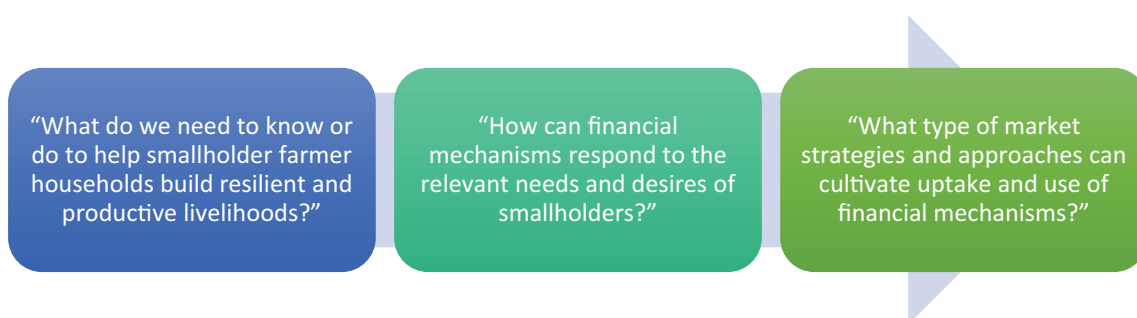 “What do we need to know or
do to help smallholder farmer
households build resilient and
productive livelihoods?”
“How can financial
mechanisms respond to the
relevant needs and desires of
smallholders?”
“What type of market
strategies and approaches can
cultivate uptake and use of
financial mechanisms?”